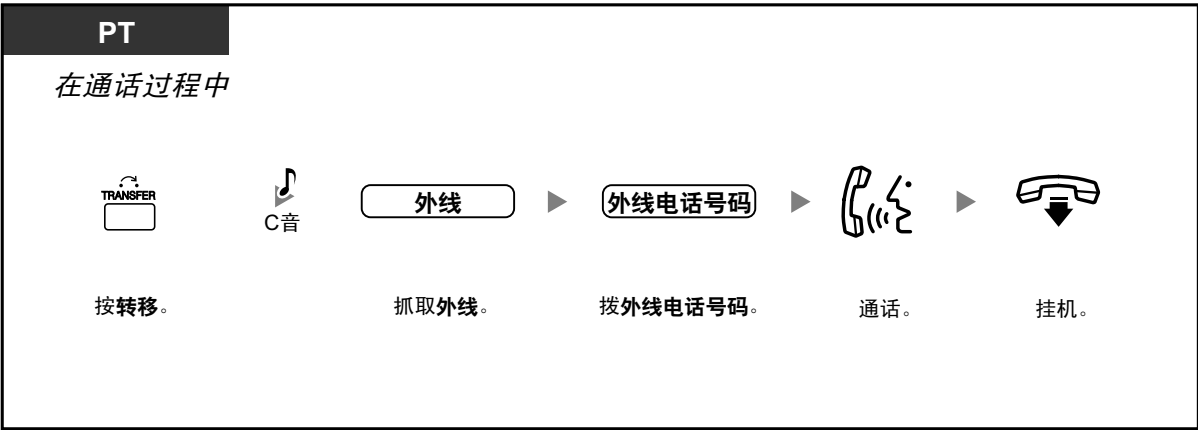 PT
在通话过程中
TRANSFER
C音
外线
外线电话号码
按转移。
抓取外线。
拨外线电话号码。
通话。
挂机。